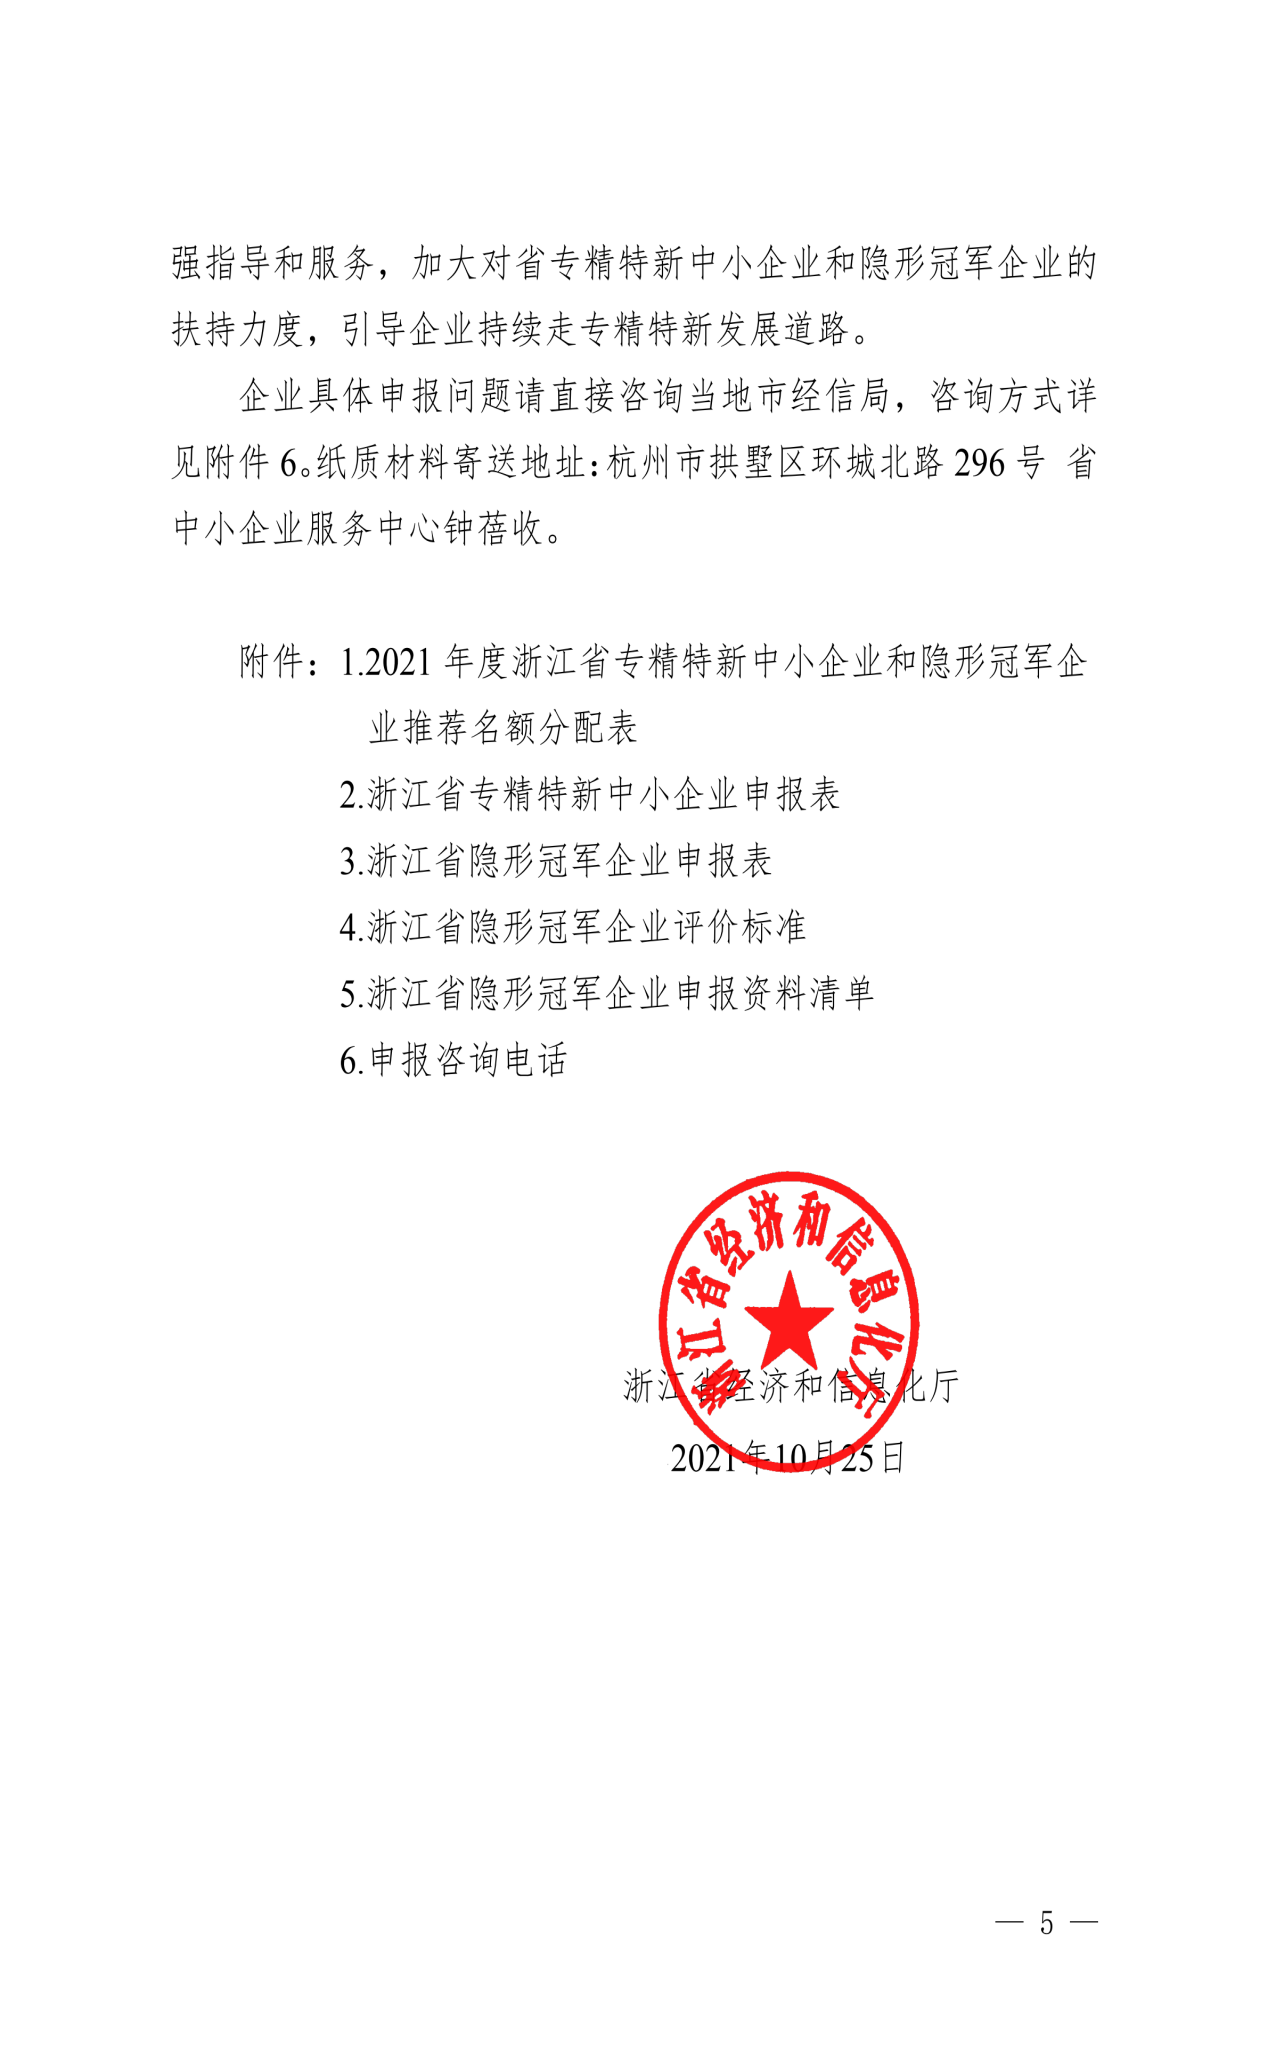 强指导和服务，加大对省专精特新中小企业和隐形冠军企业的
扶持力度，引导企业持续走专精特新发展道路。
企业具体申报问题请直接咨询当地市经信局，咨询方式详
见附件 6。纸质材料寄送地址：杭州市拱墅区环城北路 296 号 省
中小企业服务中心钟蓓收。
附件：1.2021 年度浙江省专精特新中小企业和隐形冠军企
业推荐名额分配表
2.浙江省专精特新中小企业申报表
3.浙江省隐形冠军企业申报表
4.浙江省隐形冠军企业评价标准
5.浙江省隐形冠军企业申报资料清单
6.申报咨询电话
浙江省经济和信息化厅
浙江省经济和信息化厅
2021年10月25日
— 5 —